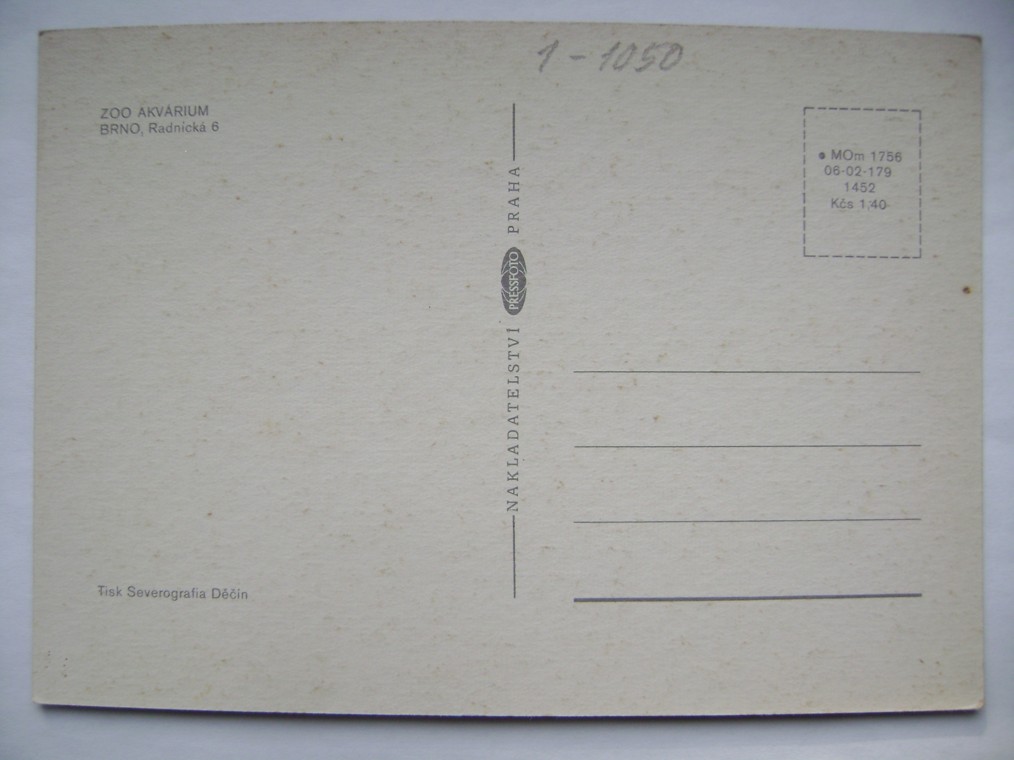 1 - 1050
ZOO AKVÁRIUM
BRNO, Radnická 6
MOm 1756
06-02-179
1452
Kčs 1,40
NAKLADATELSTVÍ PRESSFOTO PRAHA
Tisk Severografia Děčín